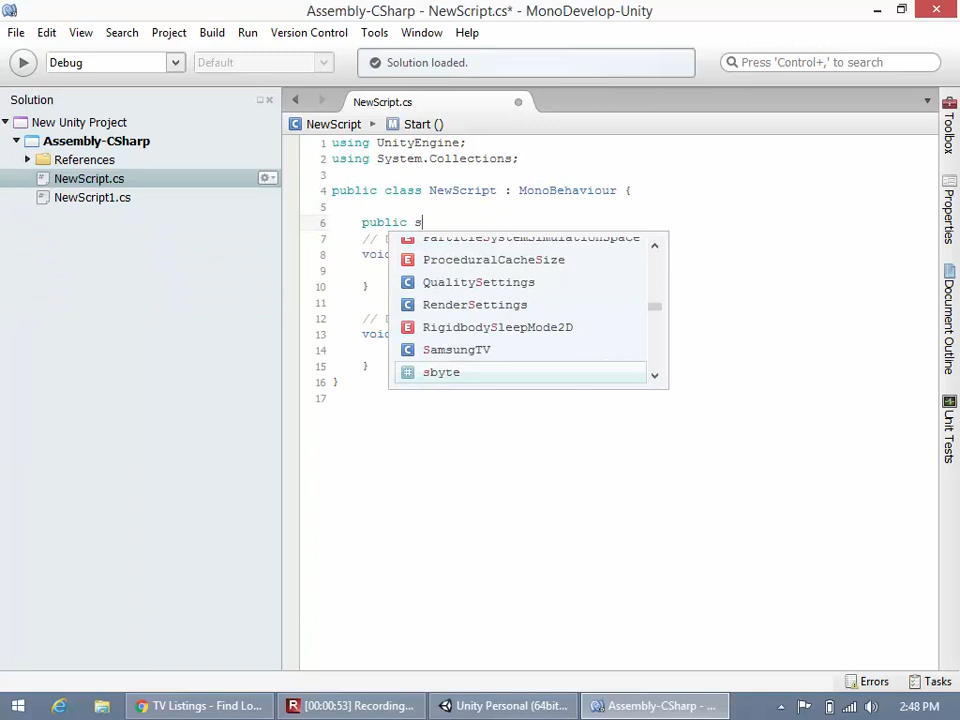 Assembly-CSharp - NewScript.cs* - MonoDevelop-Unity
File Edit View Search Project Build Run Version Control Tools Window Help
Debug
Default
Solution loaded.
Press 'Control+,' to search
Solution
New Unity Project
Assembly-CSharp
References
NewScript.cs
NewScript1.cs
NewScript.cs
NewScript Start ()
1 using UnityEngine;
2 using System.Collections;
3
4 public class NewScript : MonoBehaviour {
5
6 public s
7 //
8 void
9
10 }
11
12 //
13 void
14
15 }
16 }
17
ParticleSystemSimulationSpace
ProceduralCacheSize
QualitySettings
RenderSettings
RigidbodySleepMode2D
SamsungTV
sbyte
Toolbox
Properties
Document Outline
Unit Tests
Errors
Tasks
TV Listings - Find Lo...
[00:00:53] Recording...
Unity Personal (64bit...
Assembly-CSharp - ...
2:48 PM